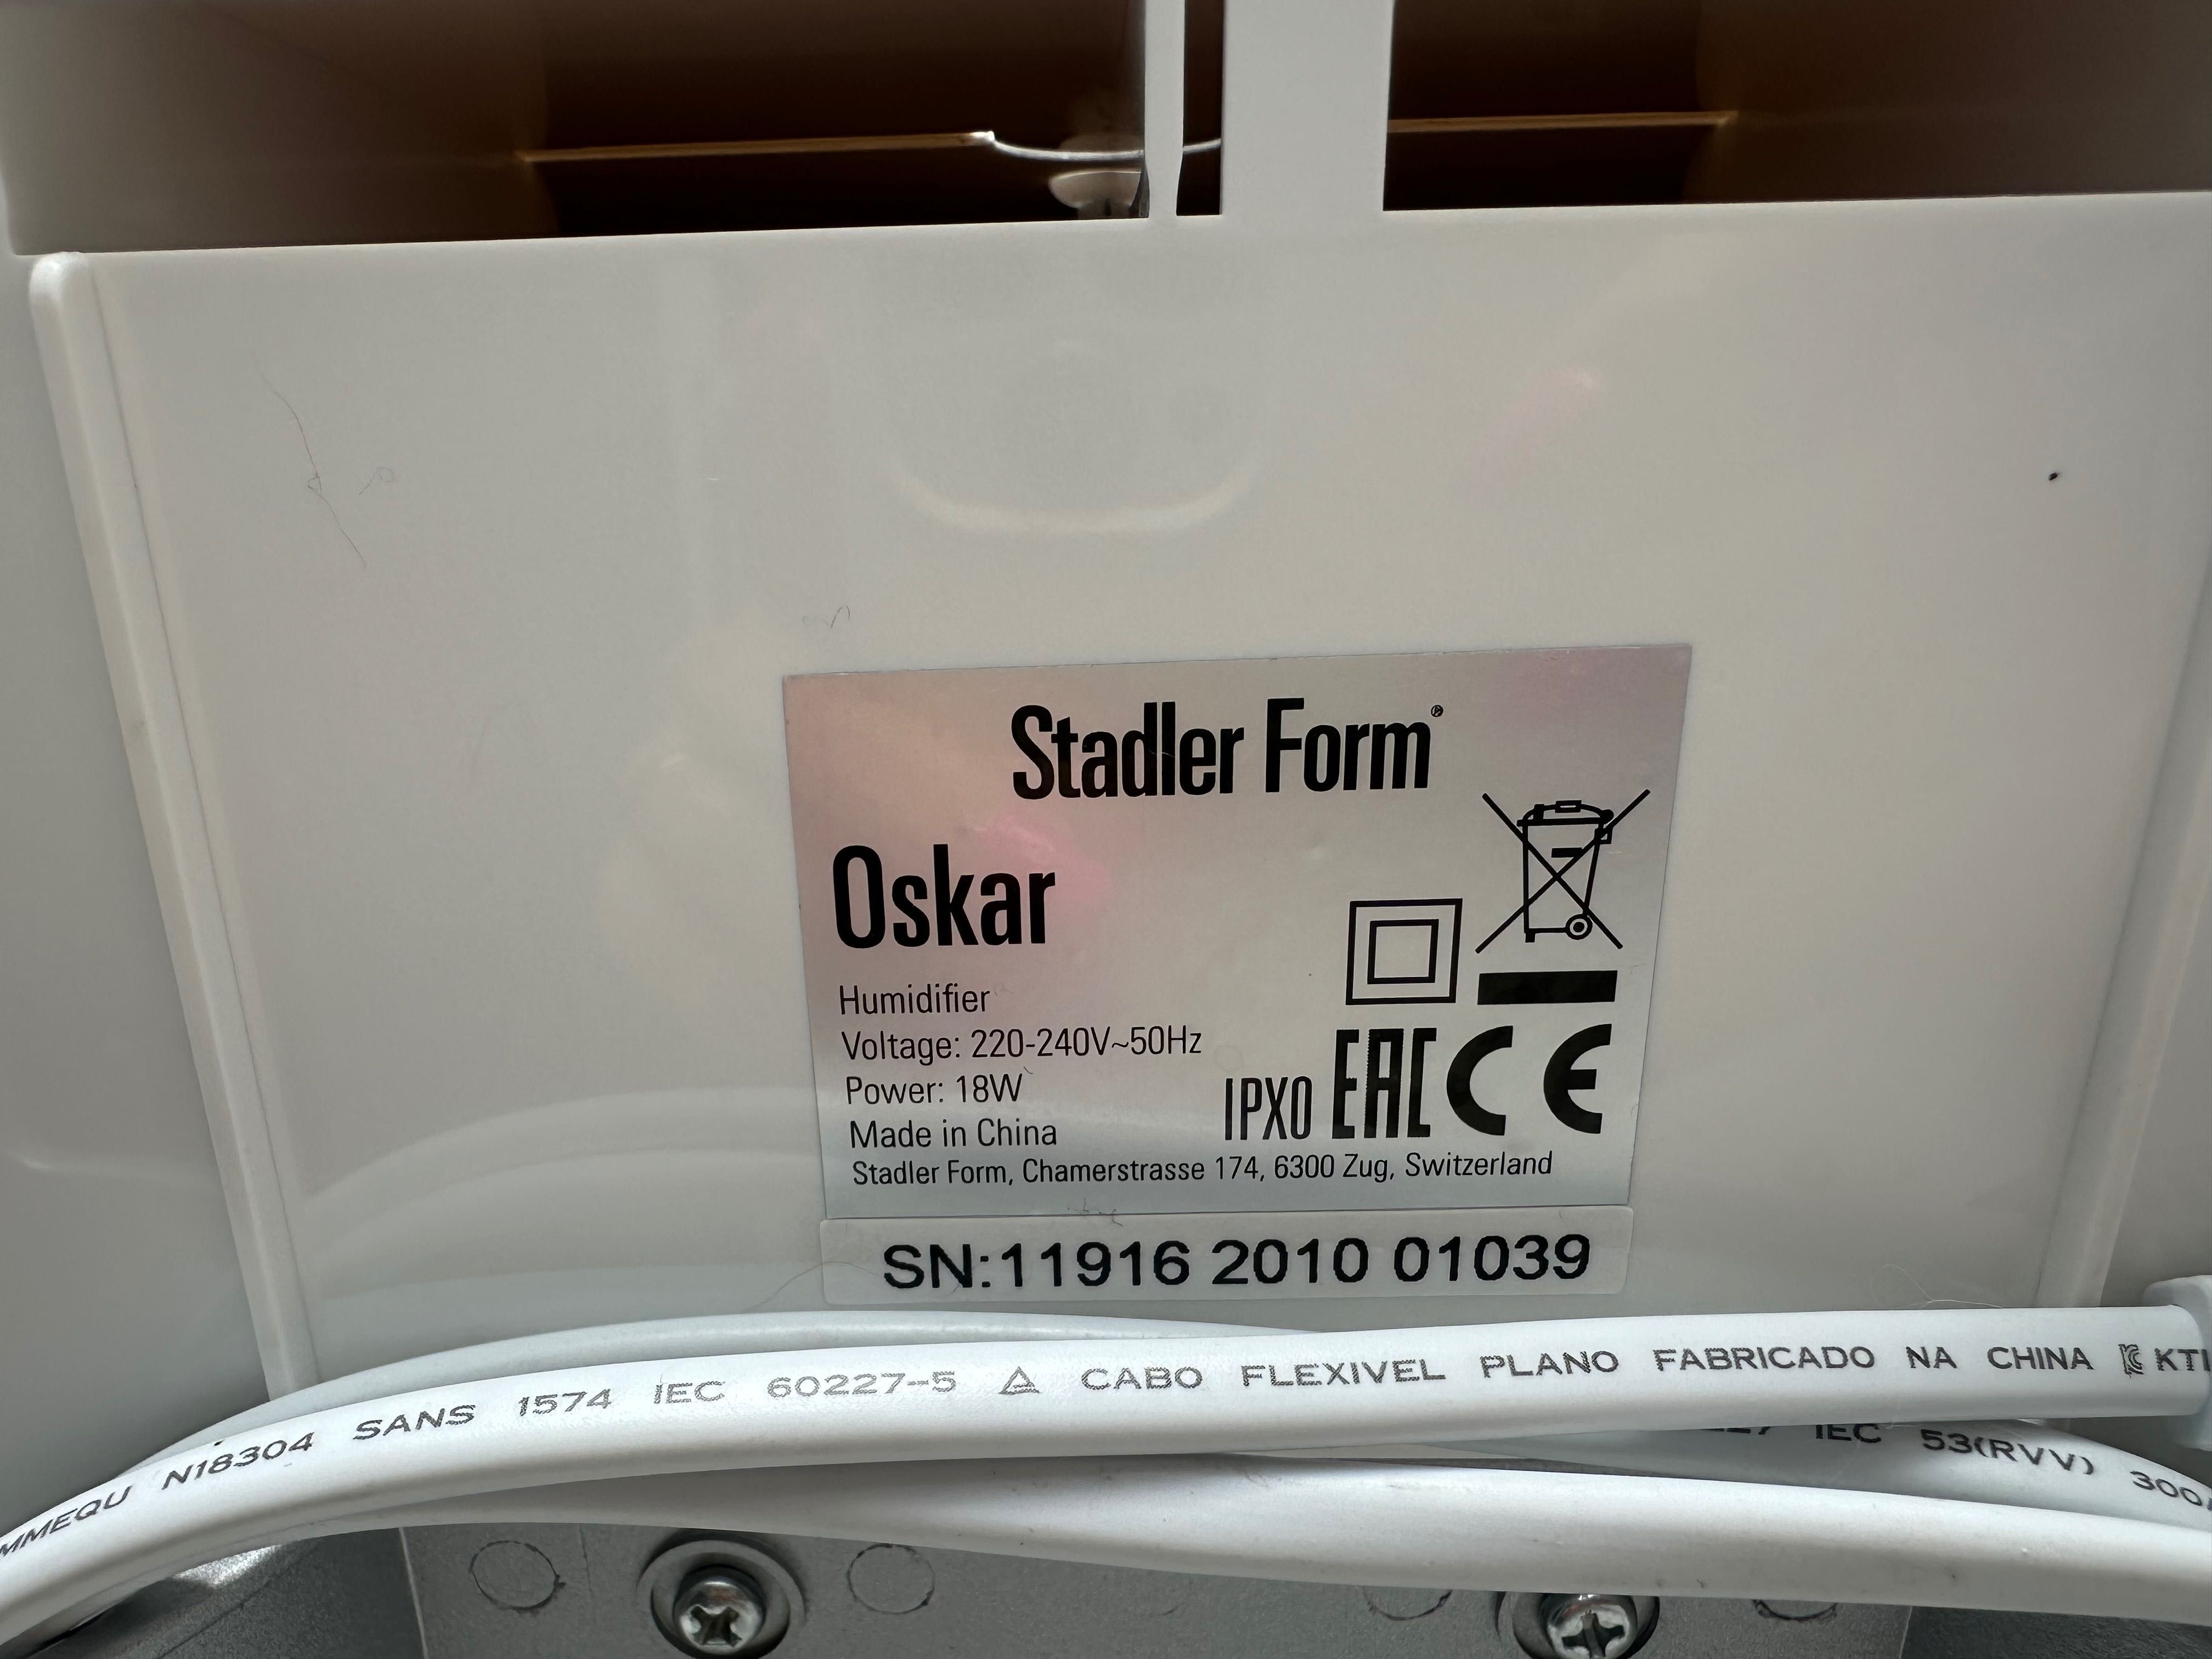 Stadler Form®
Oskar
Humidifier
Voltage: 220-240V~50Hz
Power: 18W
Made in China
IPX0 EAC CE
Stadler Form, Chamerstrasse 174, 6300 Zug, Switzerland
SN:11916 2010 01039
N18304 SANS 1574 IEC 60227-5 CABO FLEXIVEL PLANO FABRICADO NA CHINA
IEC 53(RVV)